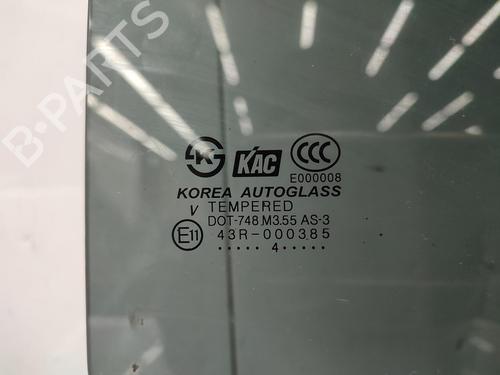 B-PARTS
K KAC CCC
E000008
KOREA AUTOGLASS
V TEMPERED
DOT-748 M3.55 AS-3
E11 43R-000385
..... 4 .....